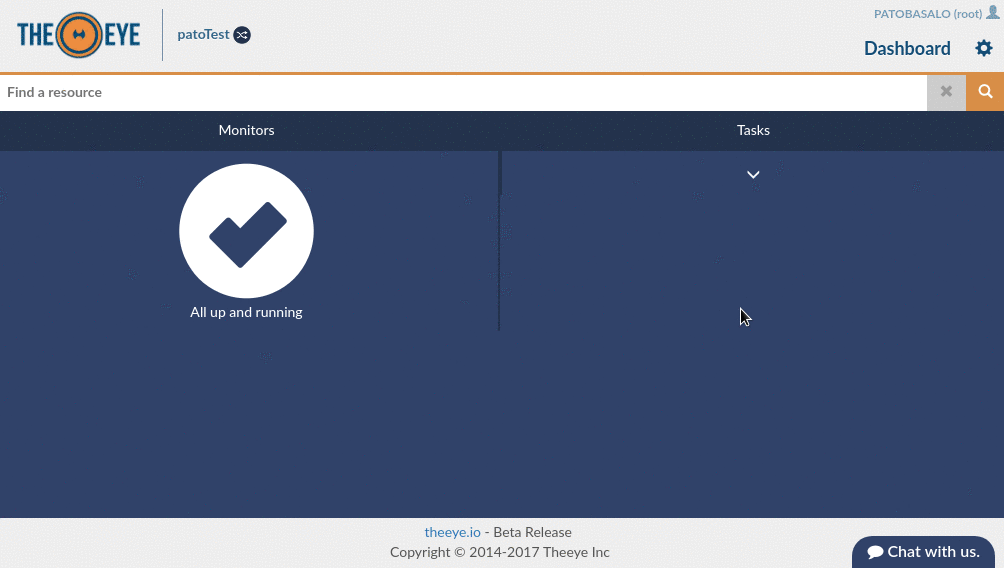 THE EYE
patoTest
PATOBASALO (root)
Dashboard
Find a resource
Monitors
Tasks
All up and running
theeye.io - Beta Release
Copyright © 2014-2017 Theeye Inc
Chat with us.